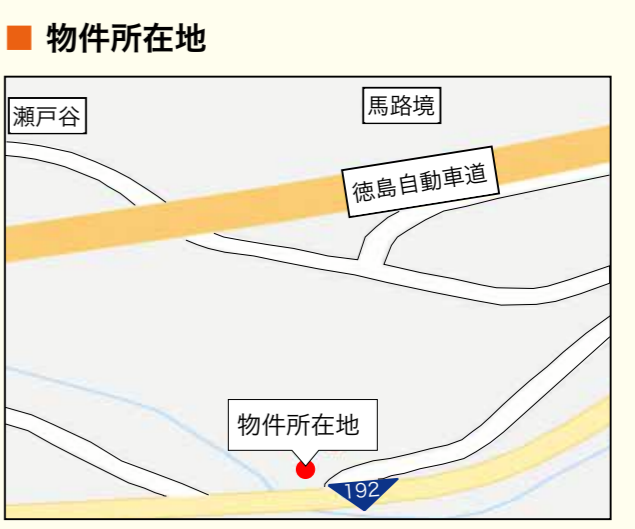 ■ 物件所在地
瀬戸谷
馬路境
徳島自動車道
物件所在地
192